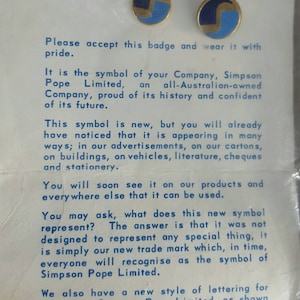 Please accept this badge and wear it with
pride.
It is the symbol of your Company, Simpson
Pope Limited, an all-Australian-owned
Company, proud of its history and confident
of its future.
This symbol is new, but you will already
have noticed that it is appearing in many
ways; in our advertisements, on our cartons,
on buildings, on vehicles, literature, cheques
and stationery.
You will soon see it on our products and
everywhere else that it can be used.
You may ask, what does this new symbol
represent? The answer is that it was not
designed to represent any special thing, it
is simply our new trade mark which, in time,
everyone will recognise as the symbol of
Simpson Pope Limited.
We also have a new style of lettering for
Limited, as shown